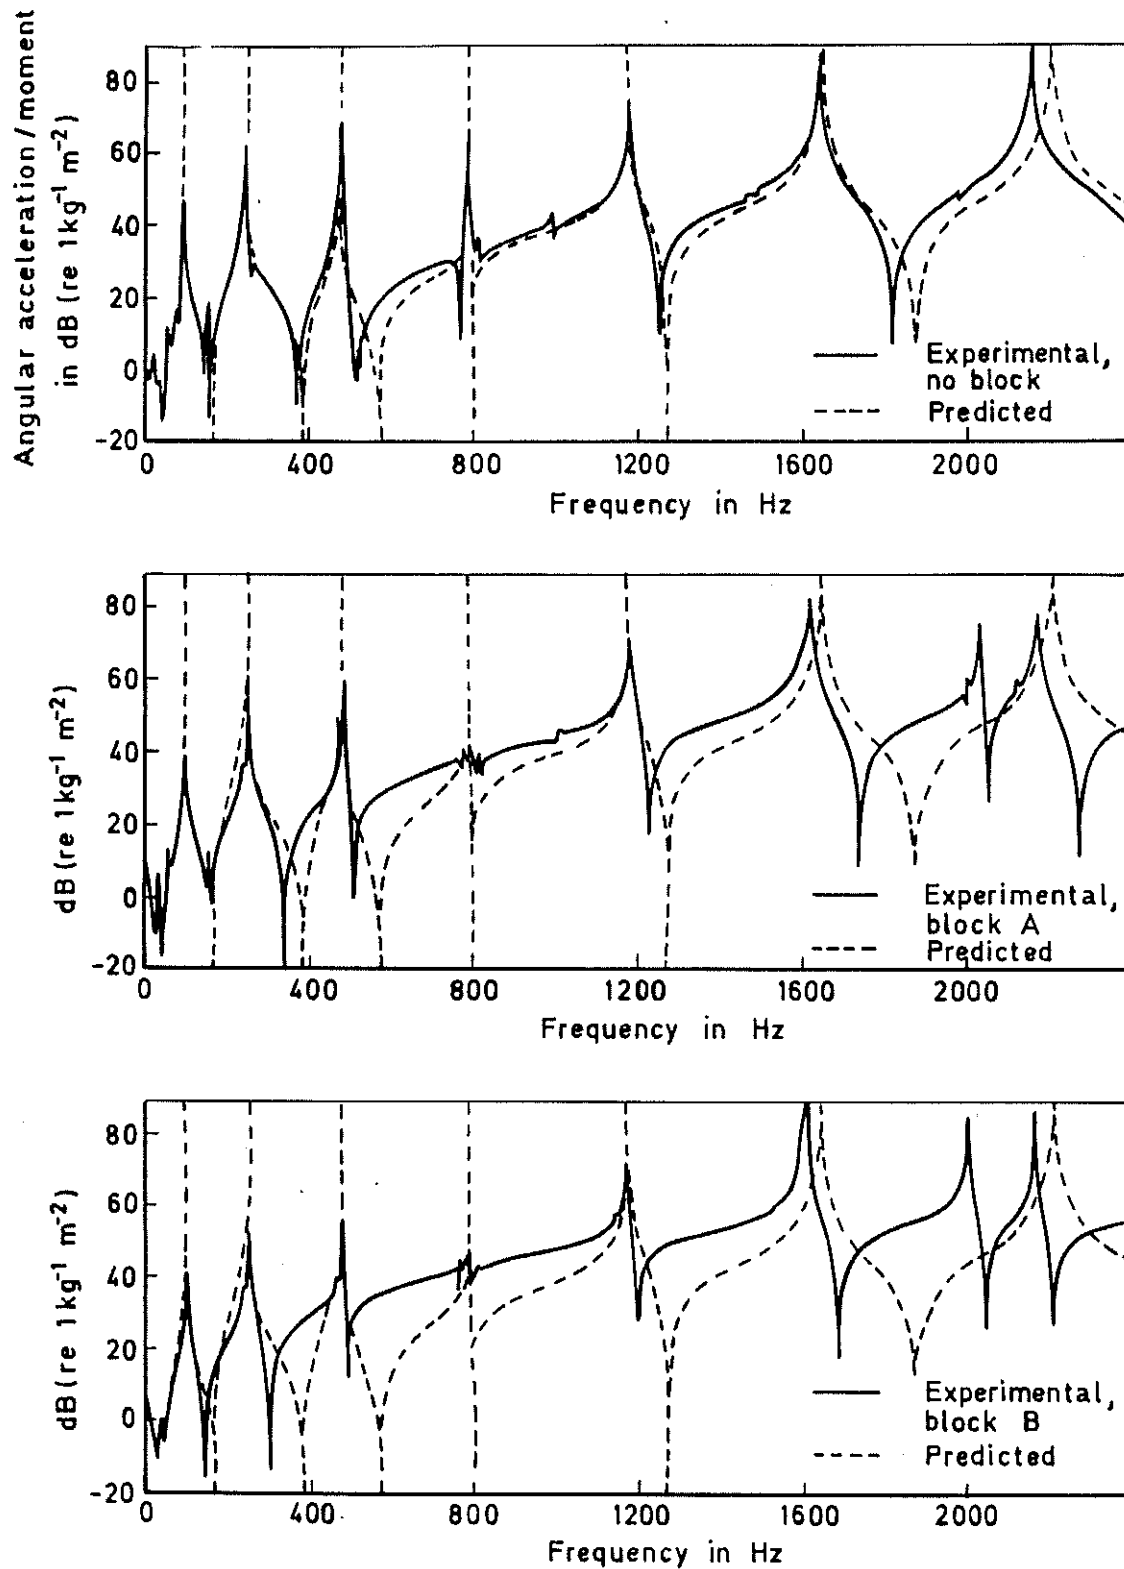 Angular acceleration/moment
in dB (re 1kg⁻¹ m⁻²)
80
60
40
20
0
-20
Experimental,
no block
Predicted
0 400 800 1200 1600 2000
Frequency in Hz
dB (re 1kg⁻¹ m⁻²)
80
60
40
20
0
-20
Experimental,
block A
Predicted
0 400 800 1200 1600 2000
Frequency in Hz
dB (re 1kg⁻¹ m⁻²)
80
60
40
20
0
-20
Experimental,
block B
Predicted
0 400 800 1200 1600 2000
Frequency in Hz